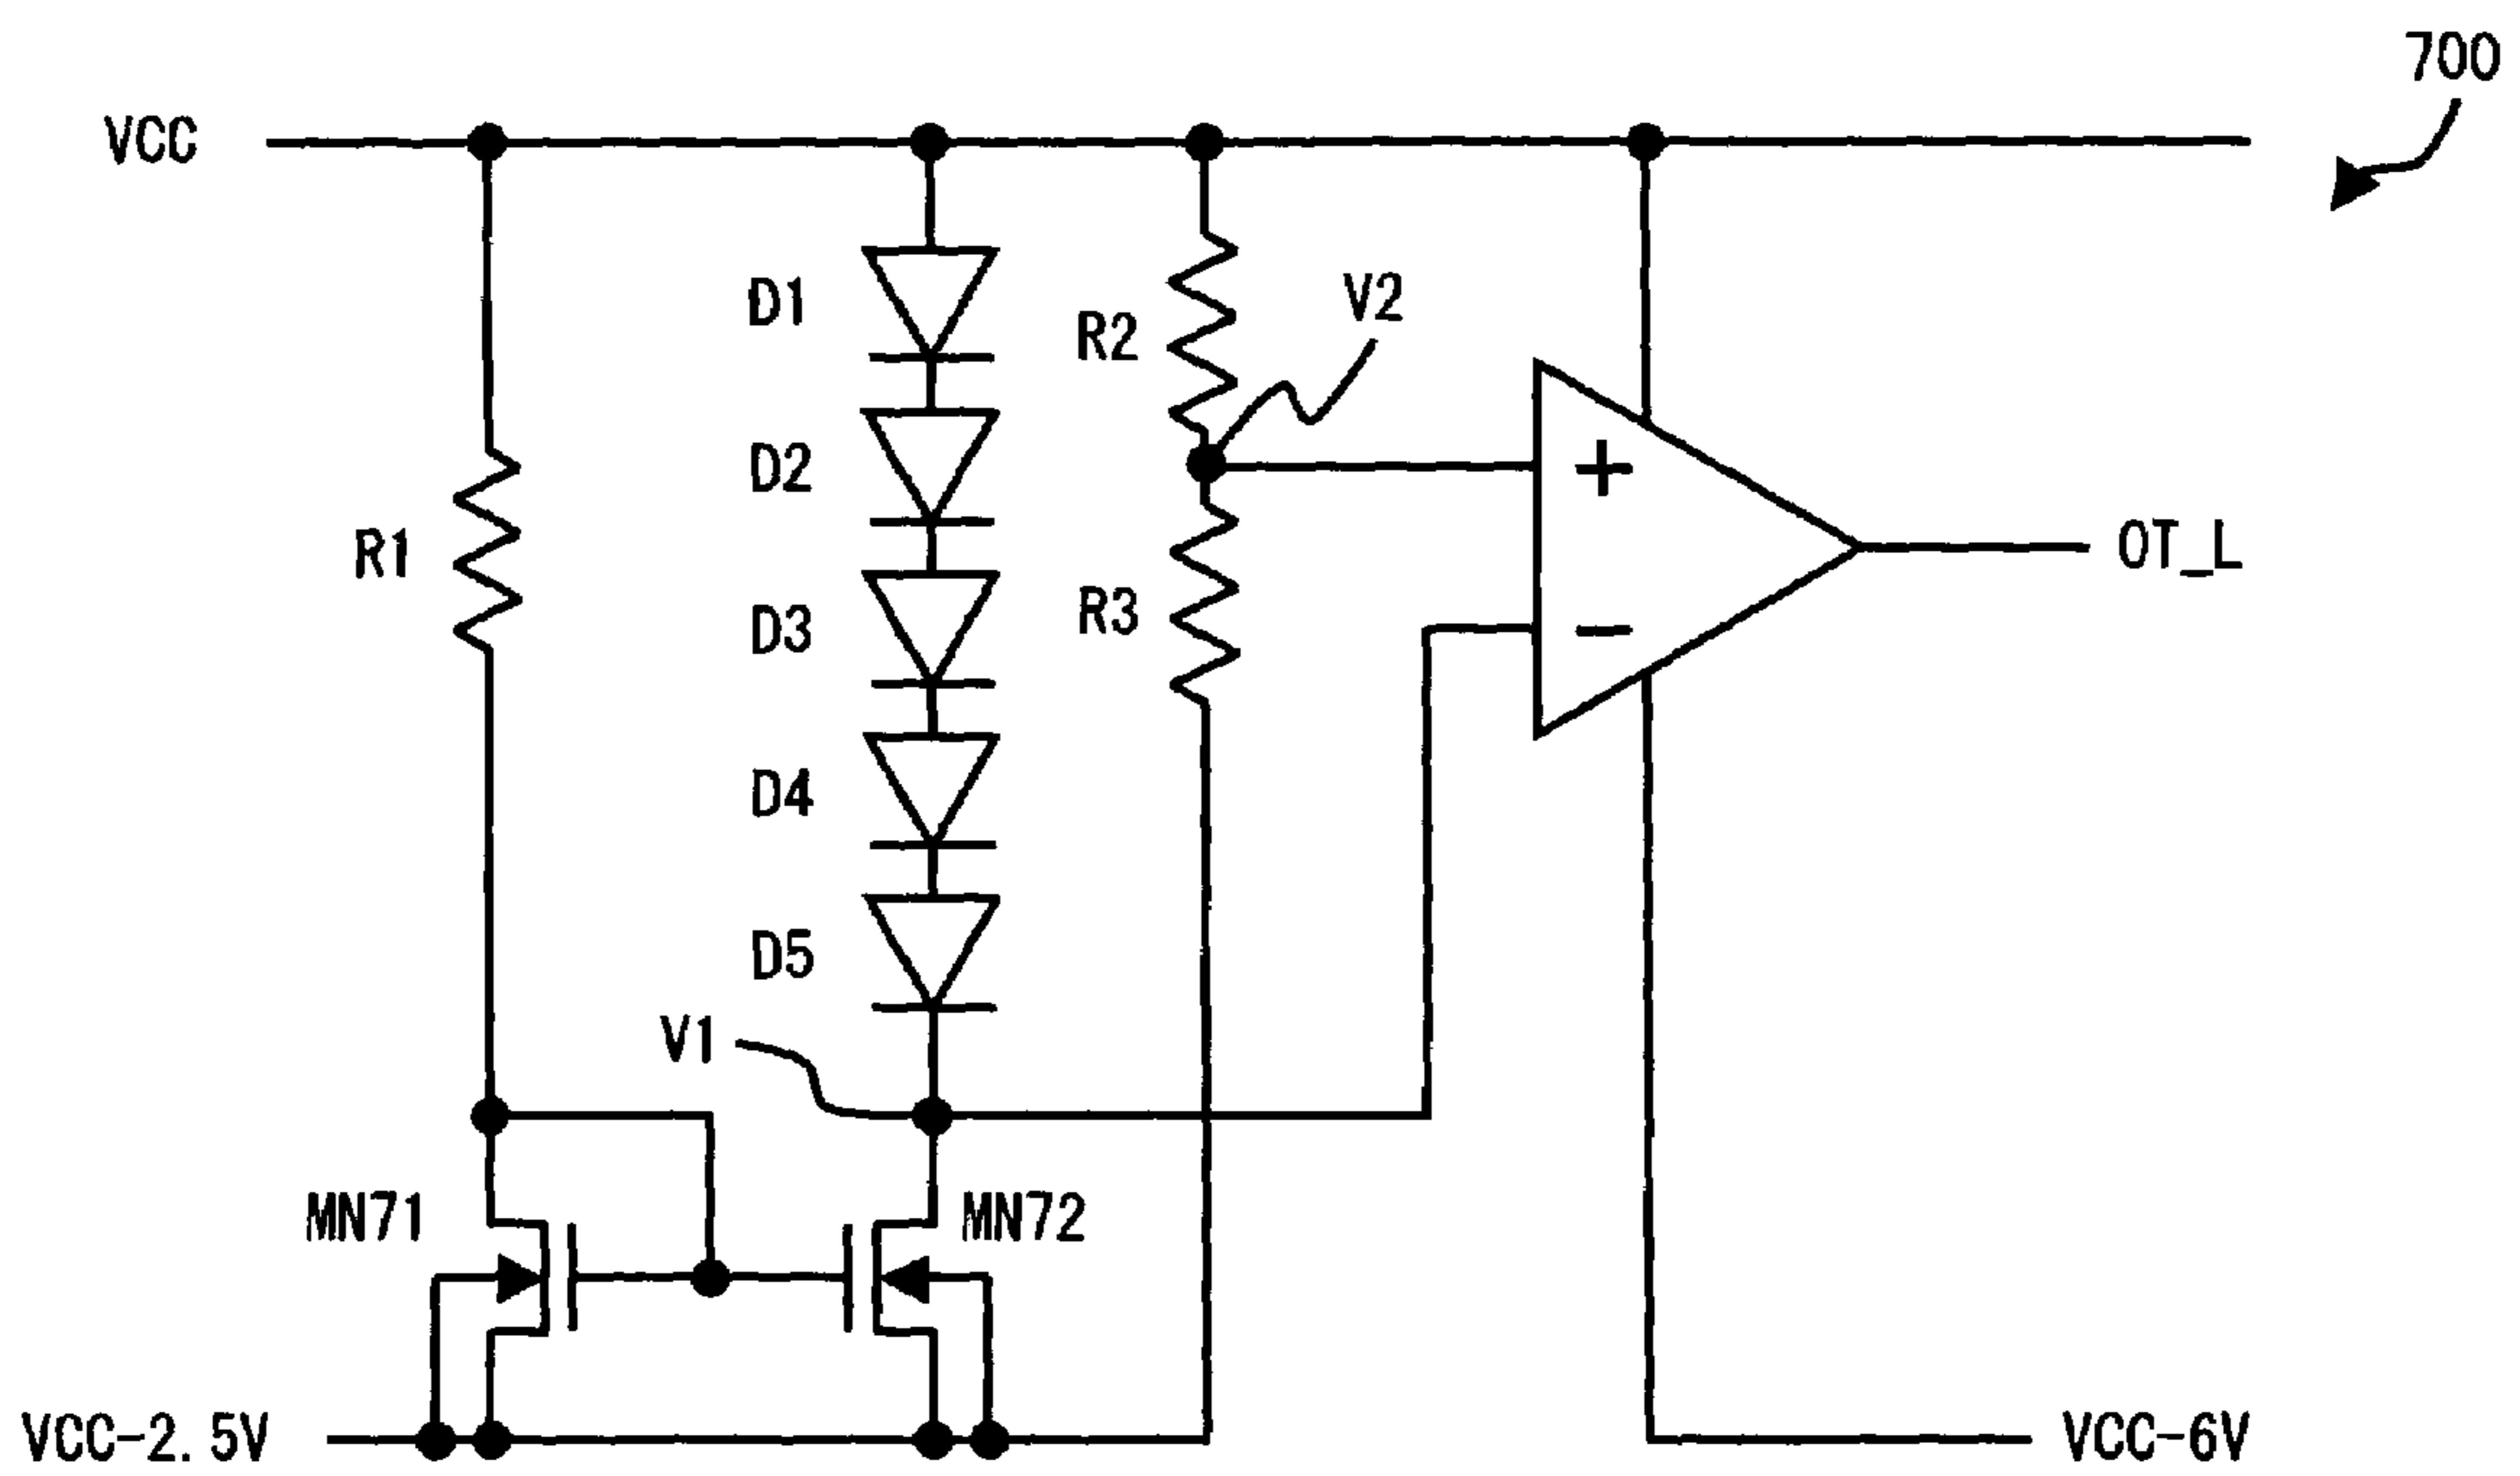 700
VCC
D1
V2
R2
D2
+
R1
OT_L
D3
R3
−
D4
D5
V1
MN71
MN72
VCC-2.5V
VCC-6V